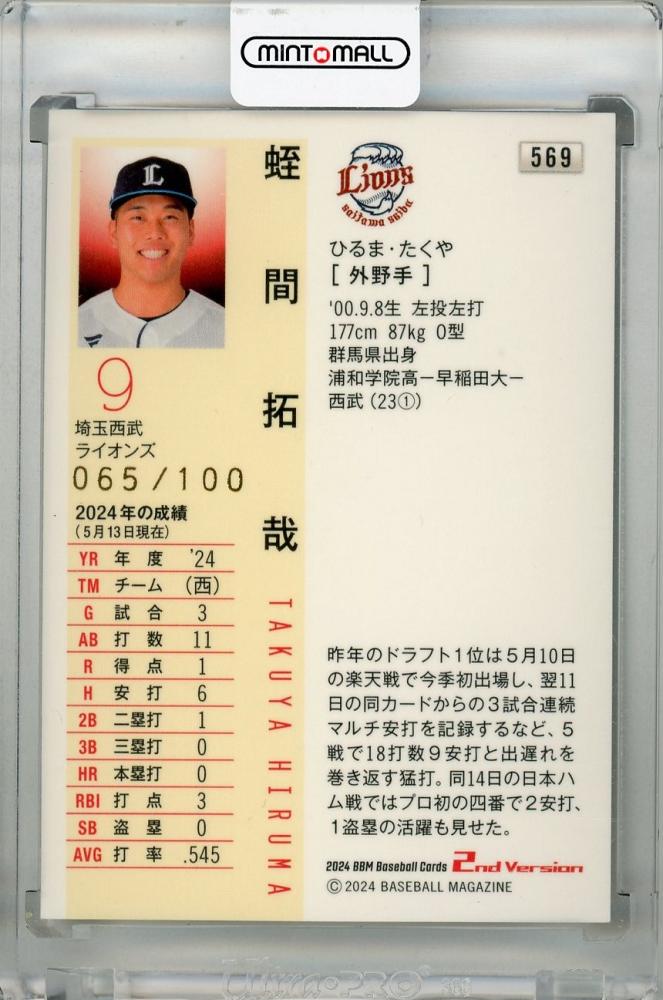 MINT MALL
569
Lions
saitama seibu
蛭間拓哉
TAKUYA HIRUMA
L
9
埼玉西武
ライオンズ
065/100
2024年の成績
(5月13日現在)
YR 年度 '24
TM チーム (西)
G 試合 3
AB 打数 11
R 得点 1
H 安打 6
2B 二塁打 1
3B 三塁打 0
HR 本塁打 0
RBI 打点 3
SB 盗塁 0
AVG 打率 .545
ひるま・たくや
[ 外野手 ]
'00.9.8生 左投左打
177cm 87kg O型
群馬県出身
浦和学院高ー早稲田大ー
西武(23①)
昨年のドラフト1位は5月10日
の楽天戦で今季初出場し、翌11
日の同カードからの3試合連続
マルチ安打を記録するなど、5
戦で18打数9安打と出遅れを
巻き返す猛打。同14日の日本ハ
ム戦ではプロ初の四番で2安打、
1盗塁の活躍も見せた。
2024 BBM Baseball Cards 2nd Version
©2024 BASEBALL MAGAZINE
Ultra·PRO